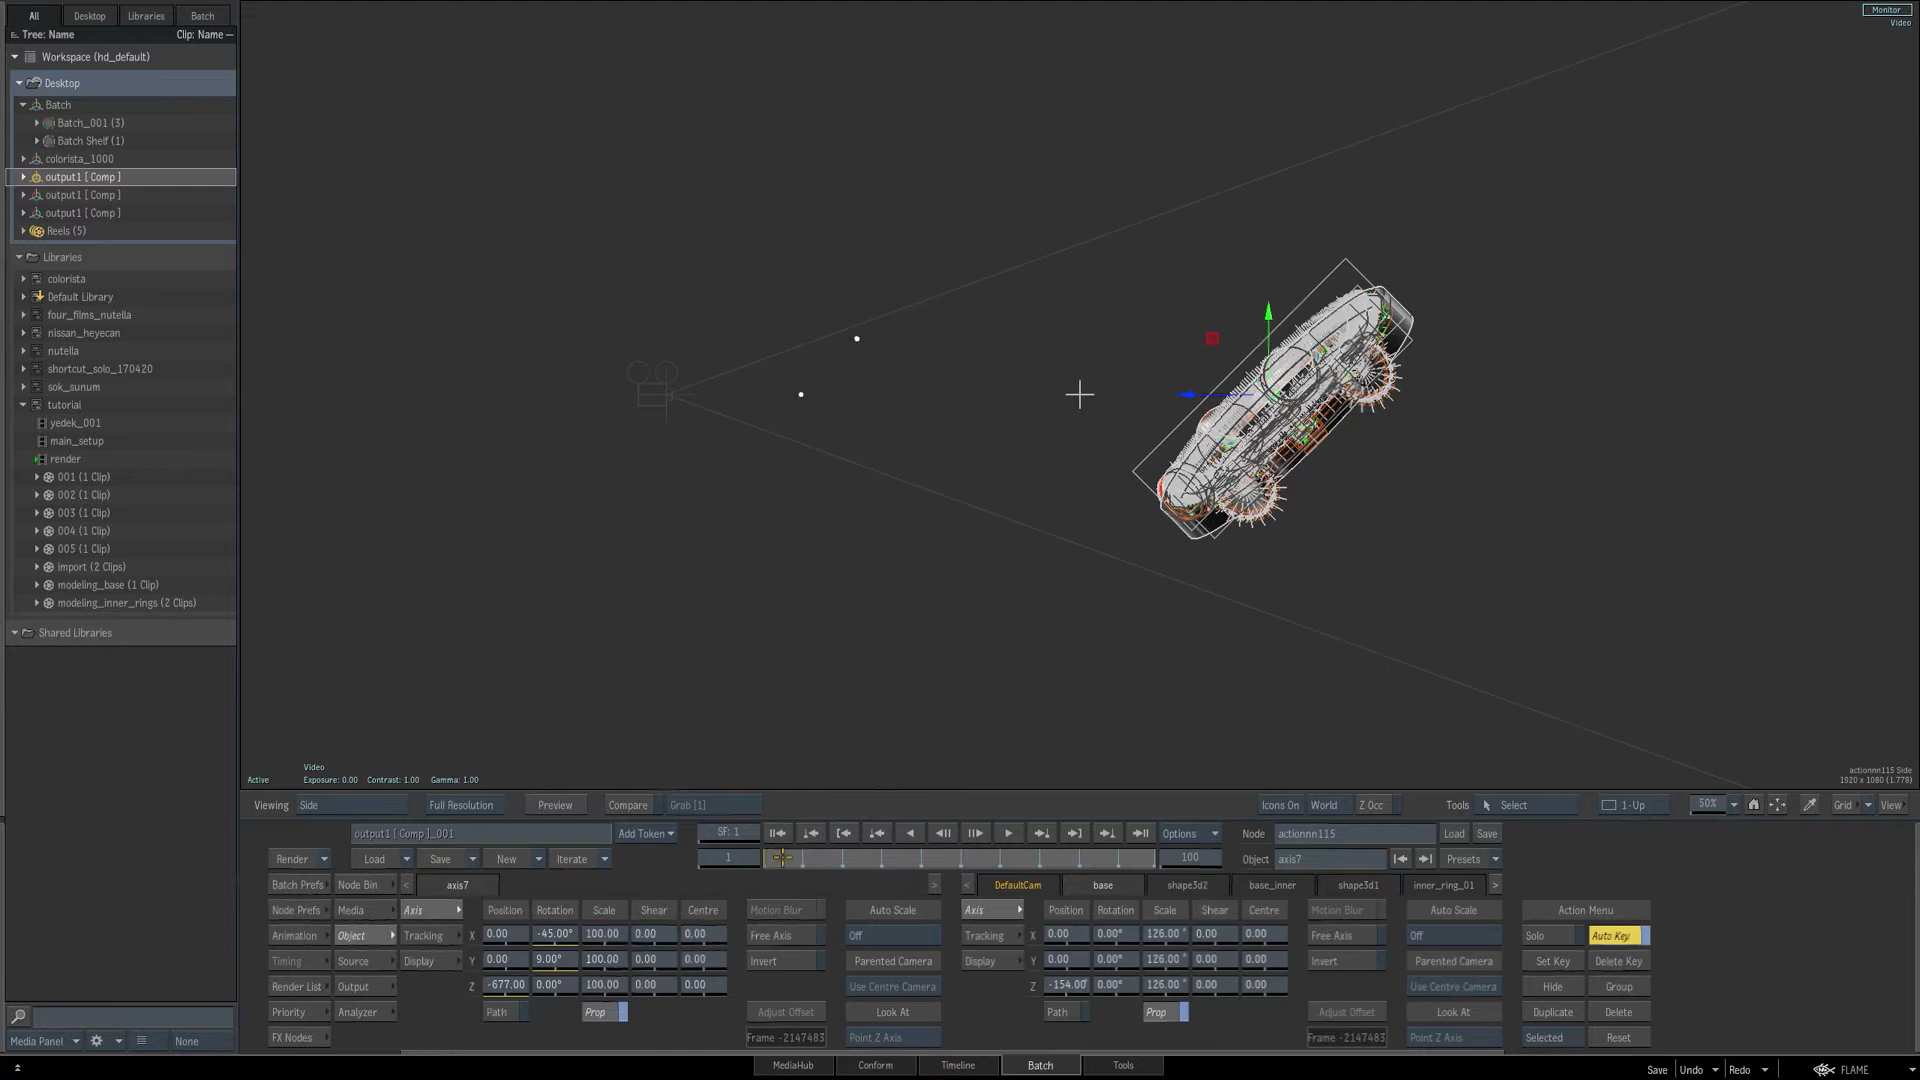 All Desktop Libraries Batch
Tree: Name Clip: Name
Workspace (hd_default)
Desktop
Batch
Batch_001 (3)
Batch Shelf (1)
colorista_1000
output1 [ Comp ]
output1 [ Comp ]
output1 [ Comp ]
Reels (5)
Libraries
colorista
Default Library
four_films_nutella
nissan_heyecan
nutella
shortcut_solo_170420
sok_sunum
tutorial
yedek_001
main_setup
render
001 (1 Clip)
002 (1 Clip)
003 (1 Clip)
004 (1 Clip)
005 (1 Clip)
import (2 Clips)
modeling_base (1 Clip)
modeling_inner_rings (2 Clips)
Shared Libraries
Media Panel None
Monitor
Video
Video
Active Exposure: 0.00 Contrast: 1.00 Gamma: 1.00
actionnn115 Side
1920 x 1080 (1.778)
Viewing Side Full Resolution Preview Compare Grab [1] Icons On World Z Occ Tools Select 1-Up 50% Grid View
output1 [ Comp ]_001 Add Token SF: 1 Options Node actionnn115 Load Save
Render Load Save New Iterate 1 100 Object axis7 Presets
Batch Prefs Node Bin < axis7 > < DefaultCam base shape3d2 base_inner shape3d1 inner_ring_01 >
Node Prefs Media Axis Position Rotation Scale Shear Centre Motion Blur Auto Scale Axis Position Rotation Scale Shear Centre Motion Blur Auto Scale Action Menu
Animation Object Tracking X 0.00 -45.00° 100.00 0.00 0.00 Free Axis Off Tracking X 0.00 0.00° 126.00 ° 0.00 0.00 Free Axis Off Solo Auto Key
Timing Source Display Y 0.00 9.00° 100.00 0.00 0.00 Invert Parented Camera Display Y 0.00 0.00° 126.00 ° 0.00 0.00 Invert Parented Camera Set Key Delete Key
Render List Output Z -677.00 0.00° 100.00 0.00 0.00 Use Centre Camera Z -154.00 0.00° 126.00 ° 0.00 0.00 Use Centre Camera Hide Group
Priority Analyzer Path Prop Adjust Offset Look At Path Prop Adjust Offset Look At Duplicate Delete
FX Nodes Frame -2147483 Point Z Axis Frame -2147483 Point Z Axis Selected Reset
MediaHub Conform Timeline Batch Tools Save Undo Redo FLAME